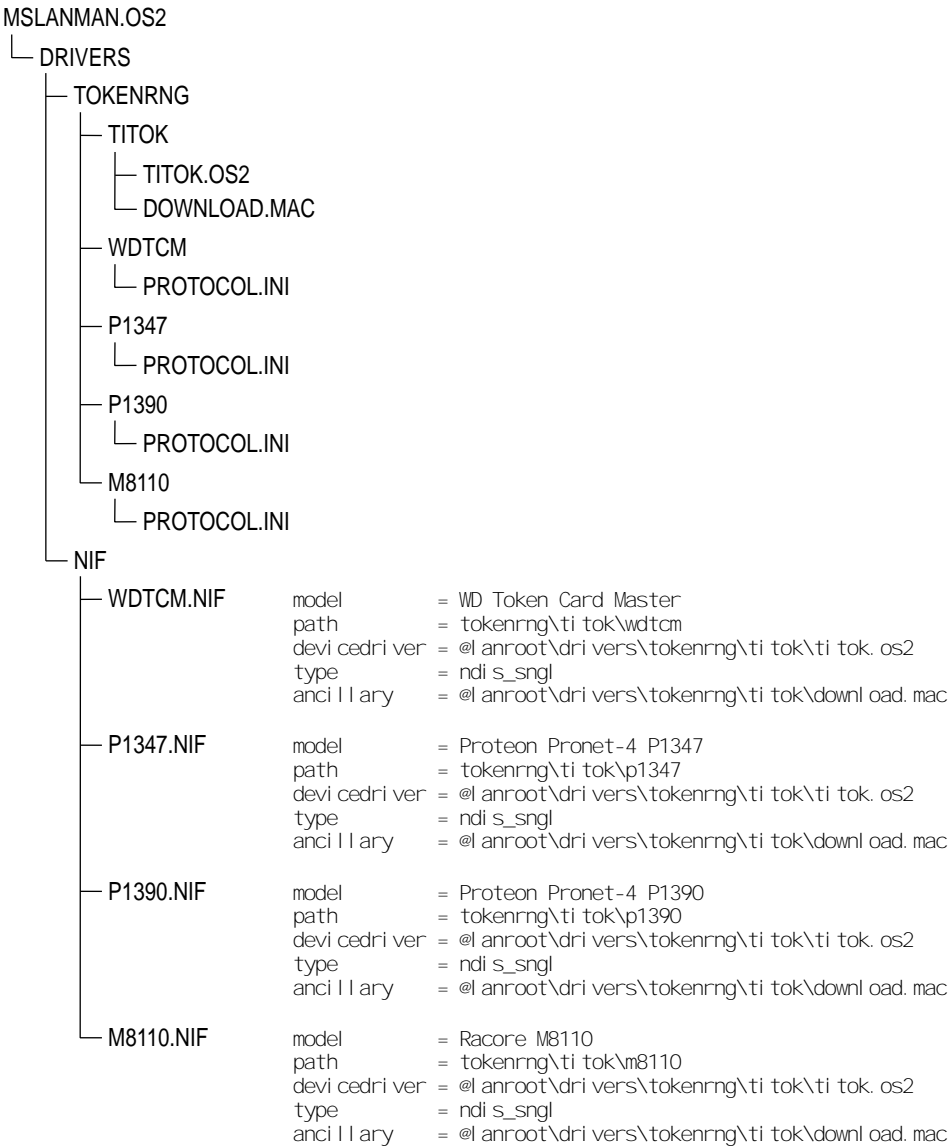 MSLANMAN.OS2
DRIVERS
TOKENRNG
TITOK
TITOK.OS2
DOWNLOAD.MAC
WDTCM
PROTOCOL.INI
P1347
PROTOCOL.INI
P1390
PROTOCOL.INI
M8110
PROTOCOL.INI
NIF
WDTCM.NIF model = WD Token Card Master
path = tokenrng\titok\wdtcm
devicedriver = @lanroot\drivers\tokenrng\titok\titok.os2
type = ndis_sngl
ancillary = @lanroot\drivers\tokenrng\titok\download.mac
P1347.NIF model = Proteon Pronet-4 P1347
path = tokenrng\titok\p1347
devicedriver = @lanroot\drivers\tokenrng\titok\titok.os2
type = ndis_sngl
ancillary = @lanroot\drivers\tokenrng\titok\download.mac
P1390.NIF model = Proteon Pronet-4 P1390
path = tokenrng\titok\p1390
devicedriver = @lanroot\drivers\tokenrng\titok\titok.os2
type = ndis_sngl
ancillary = @lanroot\drivers\tokenrng\titok\download.mac
M8110.NIF model = Racore M8110
path = tokenrng\titok\m8110
devicedriver = @lanroot\drivers\tokenrng\titok\titok.os2
type = ndis_sngl
ancillary = @lanroot\drivers\tokenrng\titok\download.mac